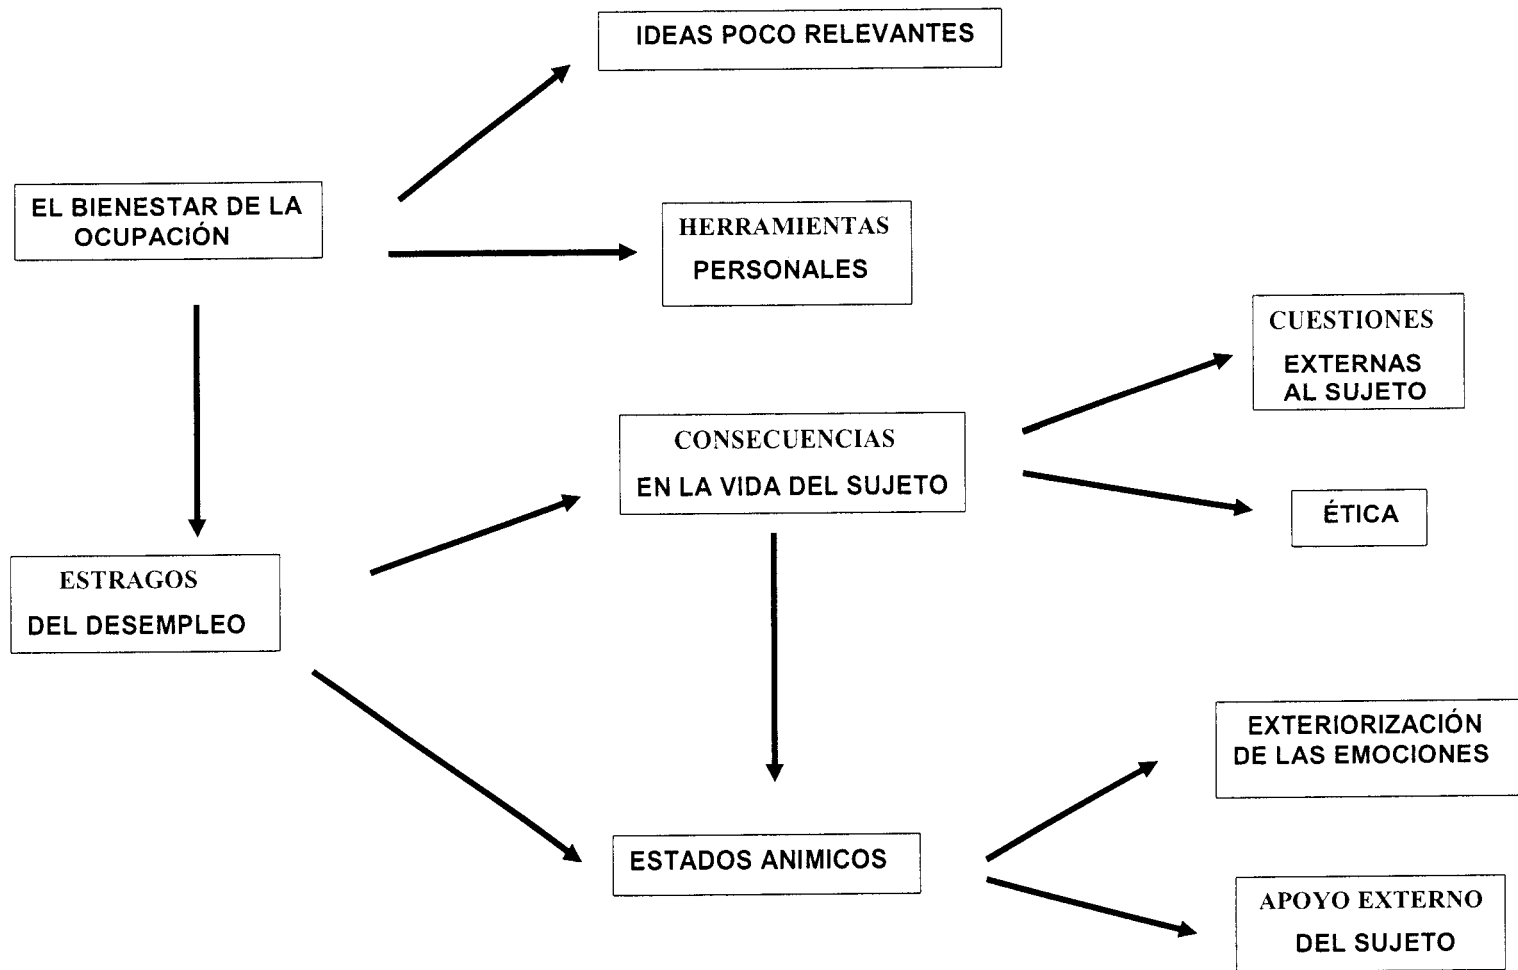 IDEAS POCO RELEVANTES
EL BIENESTAR DE LA
OCUPACIÓN
HERRAMIENTAS
PERSONALES
CUESTIONES
EXTERNAS
AL SUJETO
CONSECUENCIAS
EN LA VIDA DEL SUJETO
ÉTICA
ESTRAGOS
DEL DESEMPLEO
EXTERIORIZACIÓN
DE LAS EMOCIONES
ESTADOS ANIMICOS
APOYO EXTERNO
DEL SUJETO